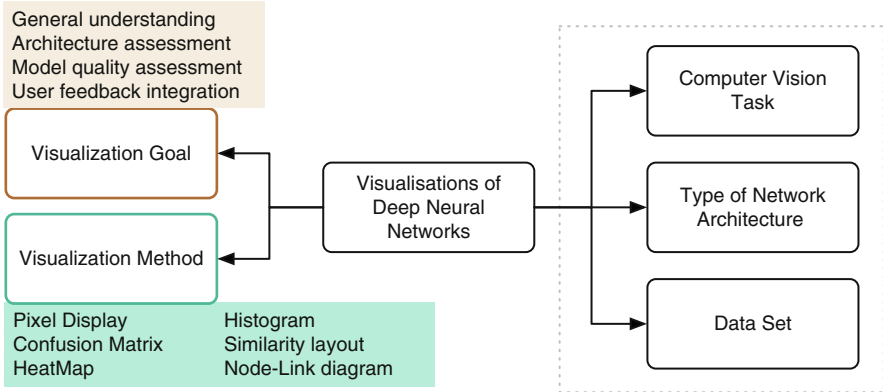 General understanding
Architecture assessment
Model quality assessment
User feedback integration
Visualization Goal
Visualization Method
Pixel Display
Confusion Matrix
HeatMap
Histogram
Similarity layout
Node-Link diagram
Visualisations of
Deep Neural
Networks
Computer Vision
Task
Type of Network
Architecture
Data Set